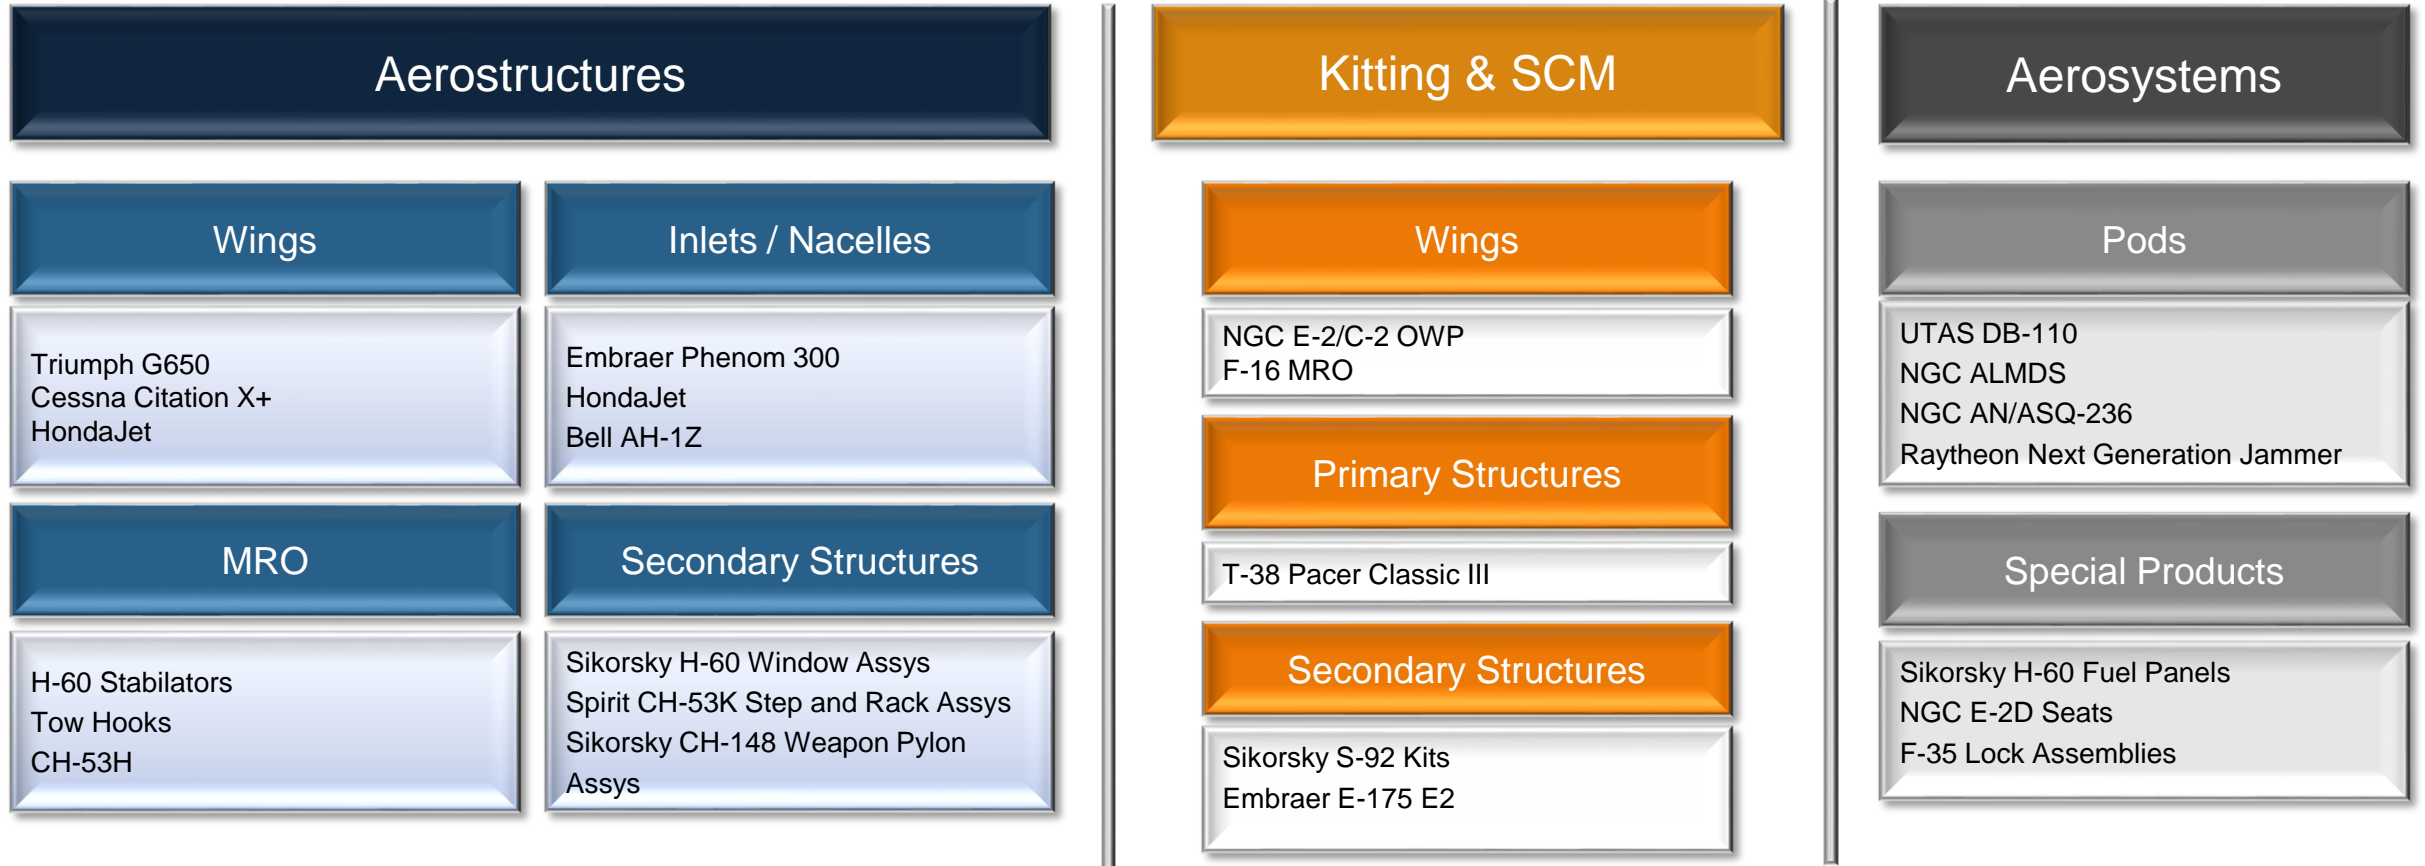 Aerostructures
Wings
Triumph G650
Cessna Citation X+
HondaJet
Inlets / Nacelles
Embraer Phenom 300
HondaJet
Bell AH-1Z
MRO
H-60 Stabilators
Tow Hooks
CH-53H
Secondary Structures
Sikorsky H-60 Window Assys
Spirit CH-53K Step and Rack Assys
Sikorsky CH-148 Weapon Pylon
Assys
Kitting & SCM
Wings
NGC E-2/C-2 OWP
F-16 MRO
Primary Structures
T-38 Pacer Classic III
Secondary Structures
Sikorsky S-92 Kits
Embraer E-175 E2
Aerosystems
Pods
UTAS DB-110
NGC ALMDS
NGC AN/ASQ-236
Raytheon Next Generation Jammer
Special Products
Sikorsky H-60 Fuel Panels
NGC E-2D Seats
F-35 Lock Assemblies